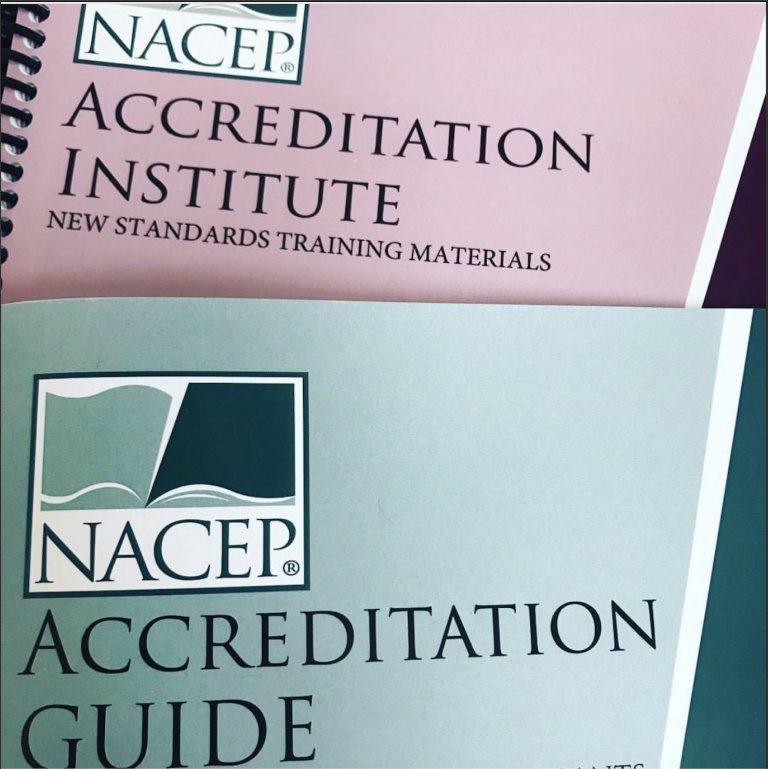 NACEP®
ACCREDITATION
INSTITUTE
NEW STANDARDS TRAINING MATERIALS
NACEP®
ACCREDITATION
GUIDE